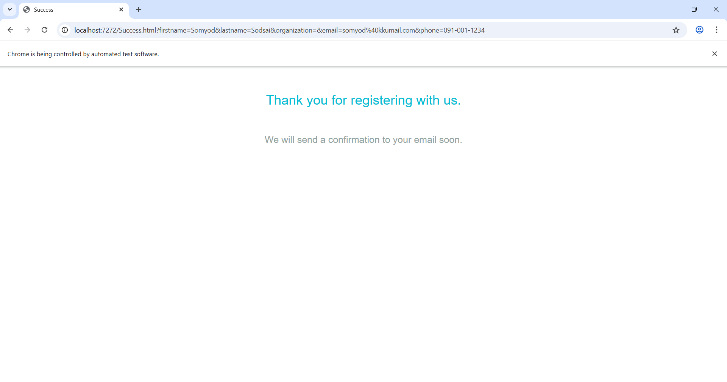 Success
localhost:7272/Success.html?firstname=Somyod&lastname=Sodsai&organization=&email=somyod%40kkumail.com&phone=091-001-1234
Chrome is being controlled by automated test software.
Thank you for registering with us.
We will send a confirmation to your email soon.